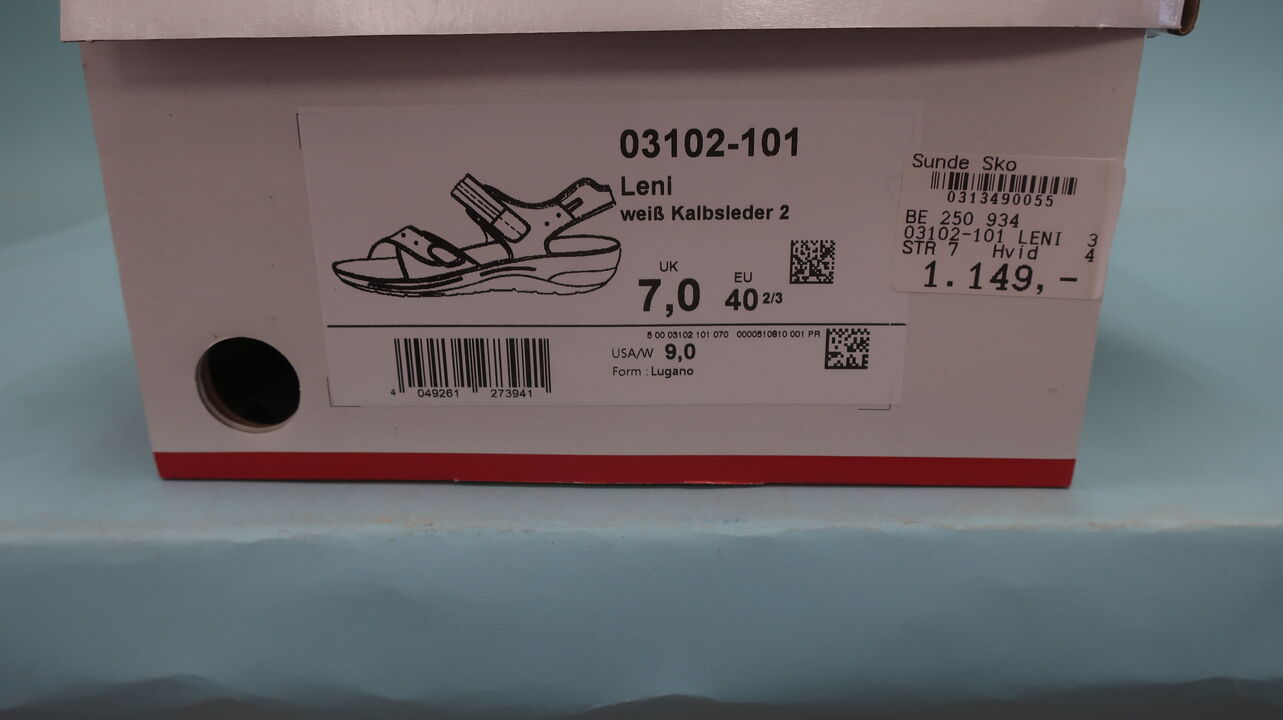 03102-101
Leni
weiß Kalbsleder 2
UK
7,0
EU
40 2/3
5 00 03102 101 070 0000510810 001 PR
USA/W 9,0
Form : Lugano
4 049261 273941
Sunde Sko
0313490055
BE 250 934
03102-101 LENI 3
STR 7 Hvid 4
1.149,-